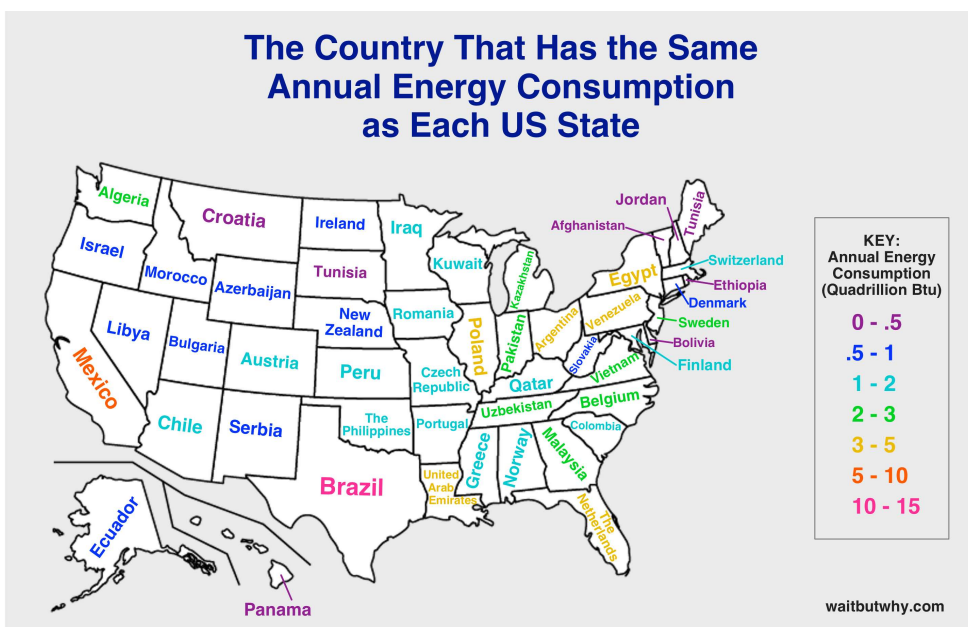 The Country That Has the Same
Annual Energy Consumption
as Each US State
Algeria
Croatia
Ireland
Iraq
Jordan
Tunisia
Afghanistan
Israel
Morocco
Azerbaijan
Tunisia
Kuwait
Kazakhstan
Egypt
Switzerland
Ethiopia
Denmark
Libya
Bulgaria
New
Zealand
Romania
Poland
Pakistan
Argentina
Venezuela
Sweden
Bolivia
Finland
Mexico
Austria
Peru
Czech
Republic
Slovakia
Vietnam
Qatar
Chile
Serbia
The
Philippines
Portugal
Uzbekistan
Belgium
Colombia
Brazil
United
Arab
Emirates
Greece
Norway
Malaysia
The
Netherlands
Ecuador
Panama
KEY:
Annual Energy
Consumption
(Quadrillion Btu)
0 - .5
.5 - 1
1 - 2
2 - 3
3 - 5
5 - 10
10 - 15
waitbutwhy.com